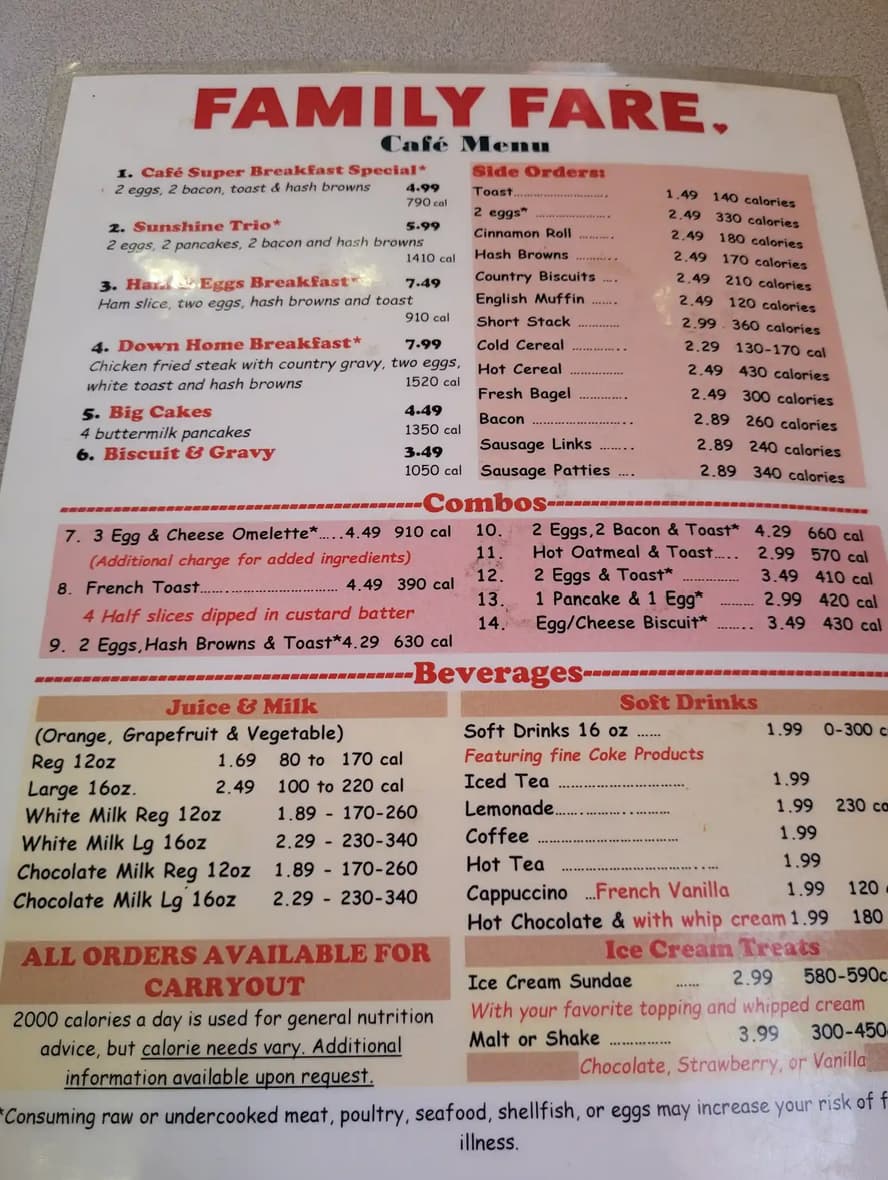 FAMILY FARE
Café Menu
1. Café Super Breakfast Special*
2 eggs, 2 bacon, toast & hash browns 4.99
790 cal
2. Sunshine Trio* 5.99
2 eggs, 2 pancakes, 2 bacon and hash browns
1410 cal
3. Ham & Eggs Breakfast* 7.49
Ham slice, two eggs, hash browns and toast
910 cal
4. Down Home Breakfast* 7.99
Chicken fried steak with country gravy, two eggs,
white toast and hash browns 1520 cal
5. Big Cakes 4.49
4 buttermilk pancakes 1350 cal
6. Biscuit & Gravy 3.49
1050 cal
Side Orders:
Toast........................ 1.49 140 calories
2 eggs* ................... 2.49 330 calories
Cinnamon Roll ......... 2.49 180 calories
Hash Browns ........... 2.49 170 calories
Country Biscuits .... 2.49 210 calories
English Muffin ....... 2.49 120 calories
Short Stack ........... 2.99 360 calories
Cold Cereal .............. 2.29 130-170 cal
Hot Cereal .............. 2.49 430 calories
Fresh Bagel ............ 2.49 300 calories
Bacon .......................... 2.89 260 calories
Sausage Links ........ 2.89 240 calories
Sausage Patties .... 2.89 340 calories
Combos
7. 3 Egg & Cheese Omelette*.....4.49 910 cal
(Additional charge for added ingredients)
8. French Toast.................................. 4.49 390 cal
4 Half slices dipped in custard batter
9. 2 Eggs,Hash Browns & Toast*4.29 630 cal
10. 2 Eggs,2 Bacon & Toast* 4.29 660 cal
11. Hot Oatmeal & Toast..... 2.99 570 cal
12. 2 Eggs & Toast* .............. 3.49 410 cal
13. 1 Pancake & 1 Egg* ......... 2.99 420 cal
14. Egg/Cheese Biscuit* ........ 3.49 430 cal
Beverages
Juice & Milk
(Orange, Grapefruit & Vegetable)
Reg 12oz 1.69 80 to 170 cal
Large 16oz. 2.49 100 to 220 cal
White Milk Reg 12oz 1.89 - 170-260
White Milk Lg 16oz 2.29 - 230-340
Chocolate Milk Reg 12oz 1.89 - 170-260
Chocolate Milk Lg 16oz 2.29 - 230-340
ALL ORDERS AVAILABLE FOR
CARRYOUT
2000 calories a day is used for general nutrition
advice, but calorie needs vary. Additional
information available upon request.
Soft Drinks
Soft Drinks 16 oz ...... 1.99 0-300 c
Featuring fine Coke Products
Iced Tea ............................. 1.99
Lemonade.......................... 1.99 230 ca
Coffee ................................ 1.99
Hot Tea .................................. 1.99
Cappuccino ...French Vanilla 1.99 120
Hot Chocolate & with whip cream 1.99 180
Ice Cream Treats
Ice Cream Sundae ...... 2.99 580-590c
With your favorite topping and whipped cream
Malt or Shake ............... 3.99 300-450
Chocolate, Strawberry, or Vanilla
*Consuming raw or undercooked meat, poultry, seafood, shellfish, or eggs may increase your risk of f
illness.